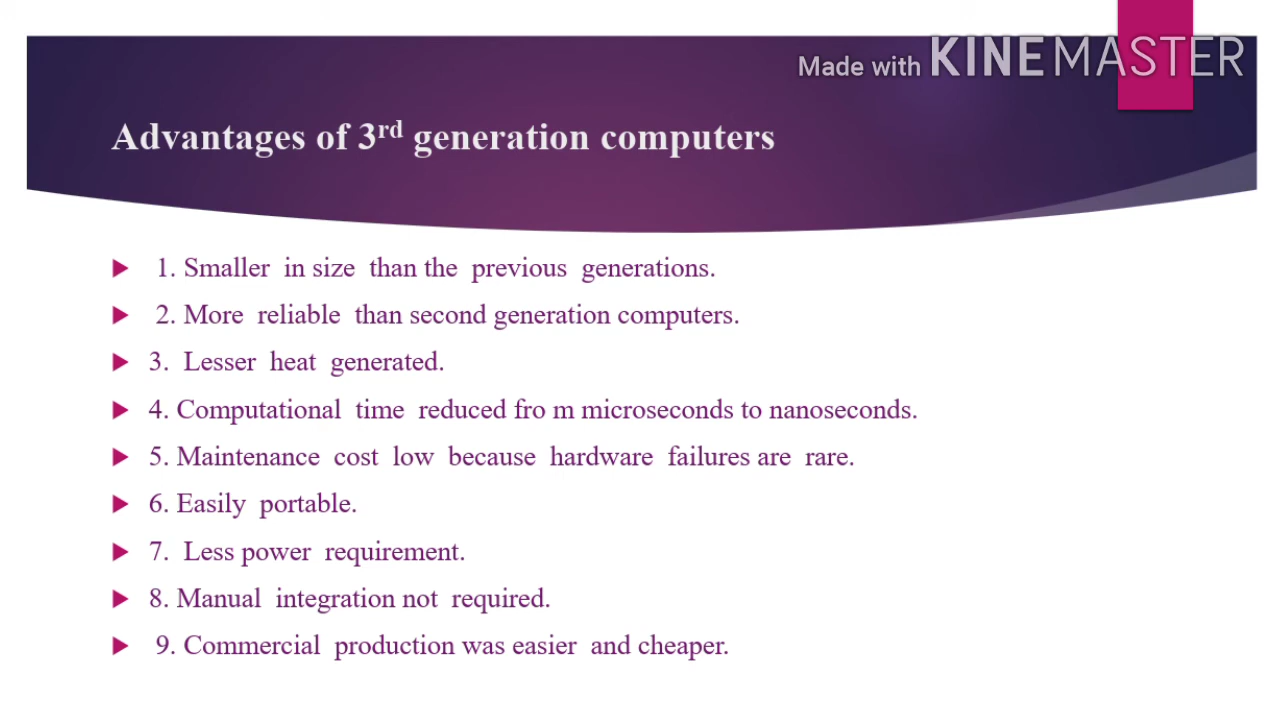 Made with KINEMASTER
Advantages of 3rd generation computers
1. Smaller in size than the previous generations.
2. More reliable than second generation computers.
3. Lesser heat generated.
4. Computational time reduced fro m microseconds to nanoseconds.
5. Maintenance cost low because hardware failures are rare.
6. Easily portable.
7. Less power requirement.
8. Manual integration not required.
9. Commercial production was easier and cheaper.